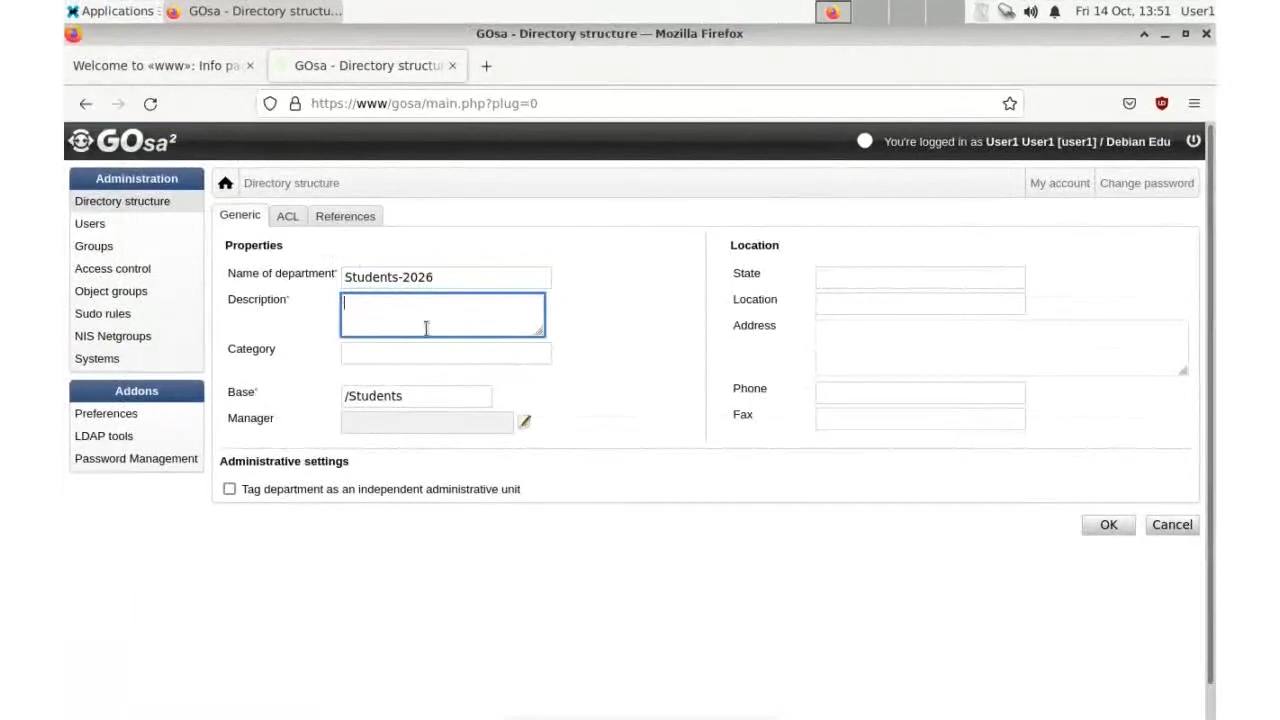 Applications
GOsa - Directory structu...
Fri 14 Oct, 13:51 User1
GOsa - Directory structure — Mozilla Firefox
Welcome to «www»: Info pa
GOsa - Directory structu
https://www/gosa/main.php?plug=0
GOsa²
You're logged in as User1 User1 [user1] / Debian Edu
Administration
Directory structure
Users
Groups
Access control
Object groups
Sudo rules
NIS Netgroups
Systems
Addons
Preferences
LDAP tools
Password Management
Directory structure
My account
Change password
Generic ACL References
Properties
Name of department* Students-2026
Description*
Category
Base* /Students
Manager
Location
State
Location
Address
Phone
Fax
Administrative settings
Tag department as an independent administrative unit
OK Cancel